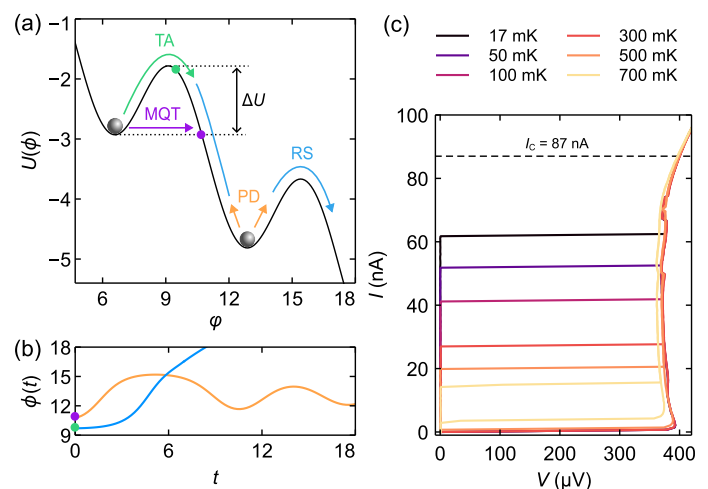 (a)
−1
−2
−3
−4
−5
U(ϕ)
TA
ΔU
MQT
RS
PD
6
9
12
15
18
φ
(b)
18
15
12
9
ϕ(t)
0
6
12
18
t
(c)
17 mK
50 mK
100 mK
300 mK
500 mK
700 mK
I_C = 87 nA
100
80
60
40
20
0
I (nA)
0
100
200
300
400
V (µV)